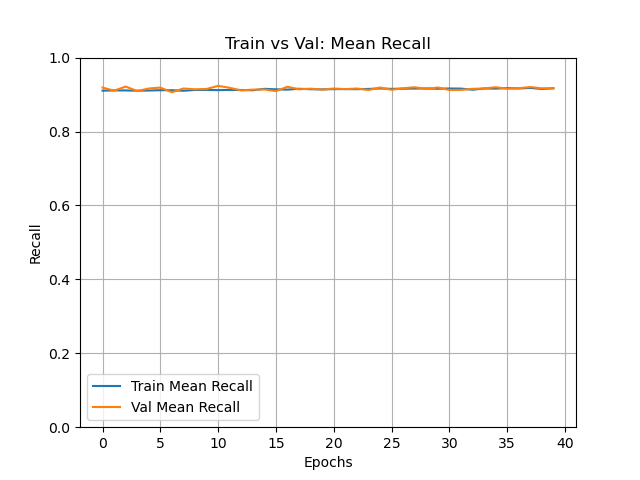 Train vs Val: Mean Recall
1.0
0.8
0.6
0.4
0.2
0.0
Recall
Train Mean Recall
Val Mean Recall
0 5 10 15 20 25 30 35 40
Epochs